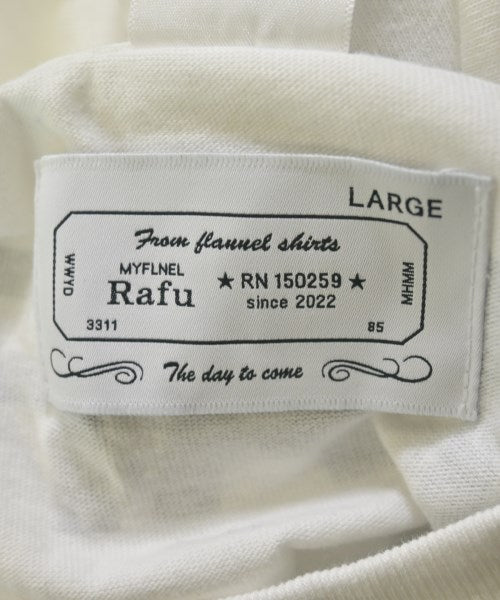 LARGE
From flannel shirts
WWYD
MYFLNEL
Rafu
★ RN 150259 ★
since 2022
MHMM
3311
85
The day to come